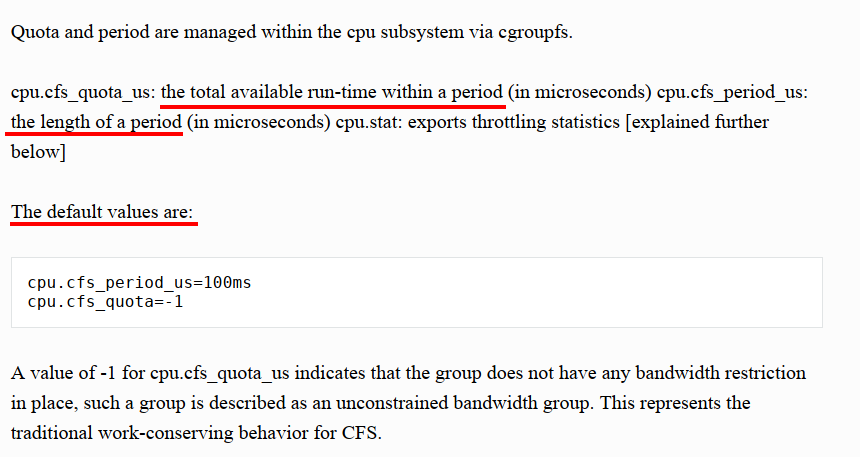 Quota and period are managed within the cpu subsystem via cgroupfs.
cpu.cfs_quota_us: the total available run-time within a period (in microseconds) cpu.cfs_period_us:
the length of a period (in microseconds) cpu.stat: exports throttling statistics [explained further
below]
The default values are:
cpu.cfs_period_us=100ms
cpu.cfs_quota=-1
A value of -1 for cpu.cfs_quota_us indicates that the group does not have any bandwidth restriction
in place, such a group is described as an unconstrained bandwidth group. This represents the
traditional work-conserving behavior for CFS.